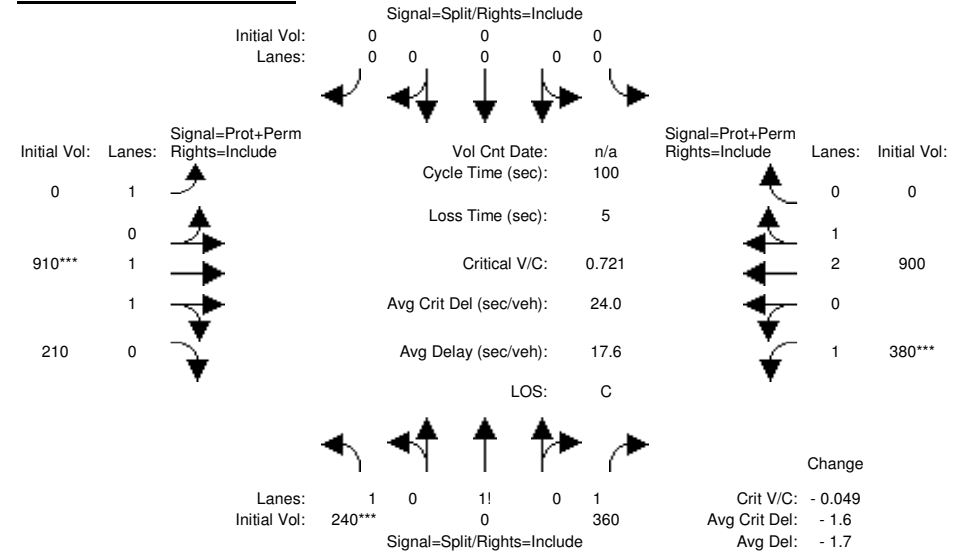 Signal=Split/Rights=Include
Initial Vol: 0 0 0
Lanes: 0 0 0 0 0
Signal=Prot+Perm Signal=Prot+Perm
Initial Vol: Lanes: Rights=Include Vol Cnt Date: n/a Rights=Include Lanes: Initial Vol:
Cycle Time (sec): 100
0 1 0 0
Loss Time (sec): 5
0 1
910*** 1 Critical V/C: 0.721 2 900
1 Avg Crit Del (sec/veh): 24.0 0
210 0 Avg Delay (sec/veh): 17.6 1 380***
LOS: C
Change
Lanes: 1 0 1! 0 1 Crit V/C: - 0.049
Initial Vol: 240*** 0 360 Avg Crit Del: - 1.6
Signal=Split/Rights=Include Avg Del: - 1.7